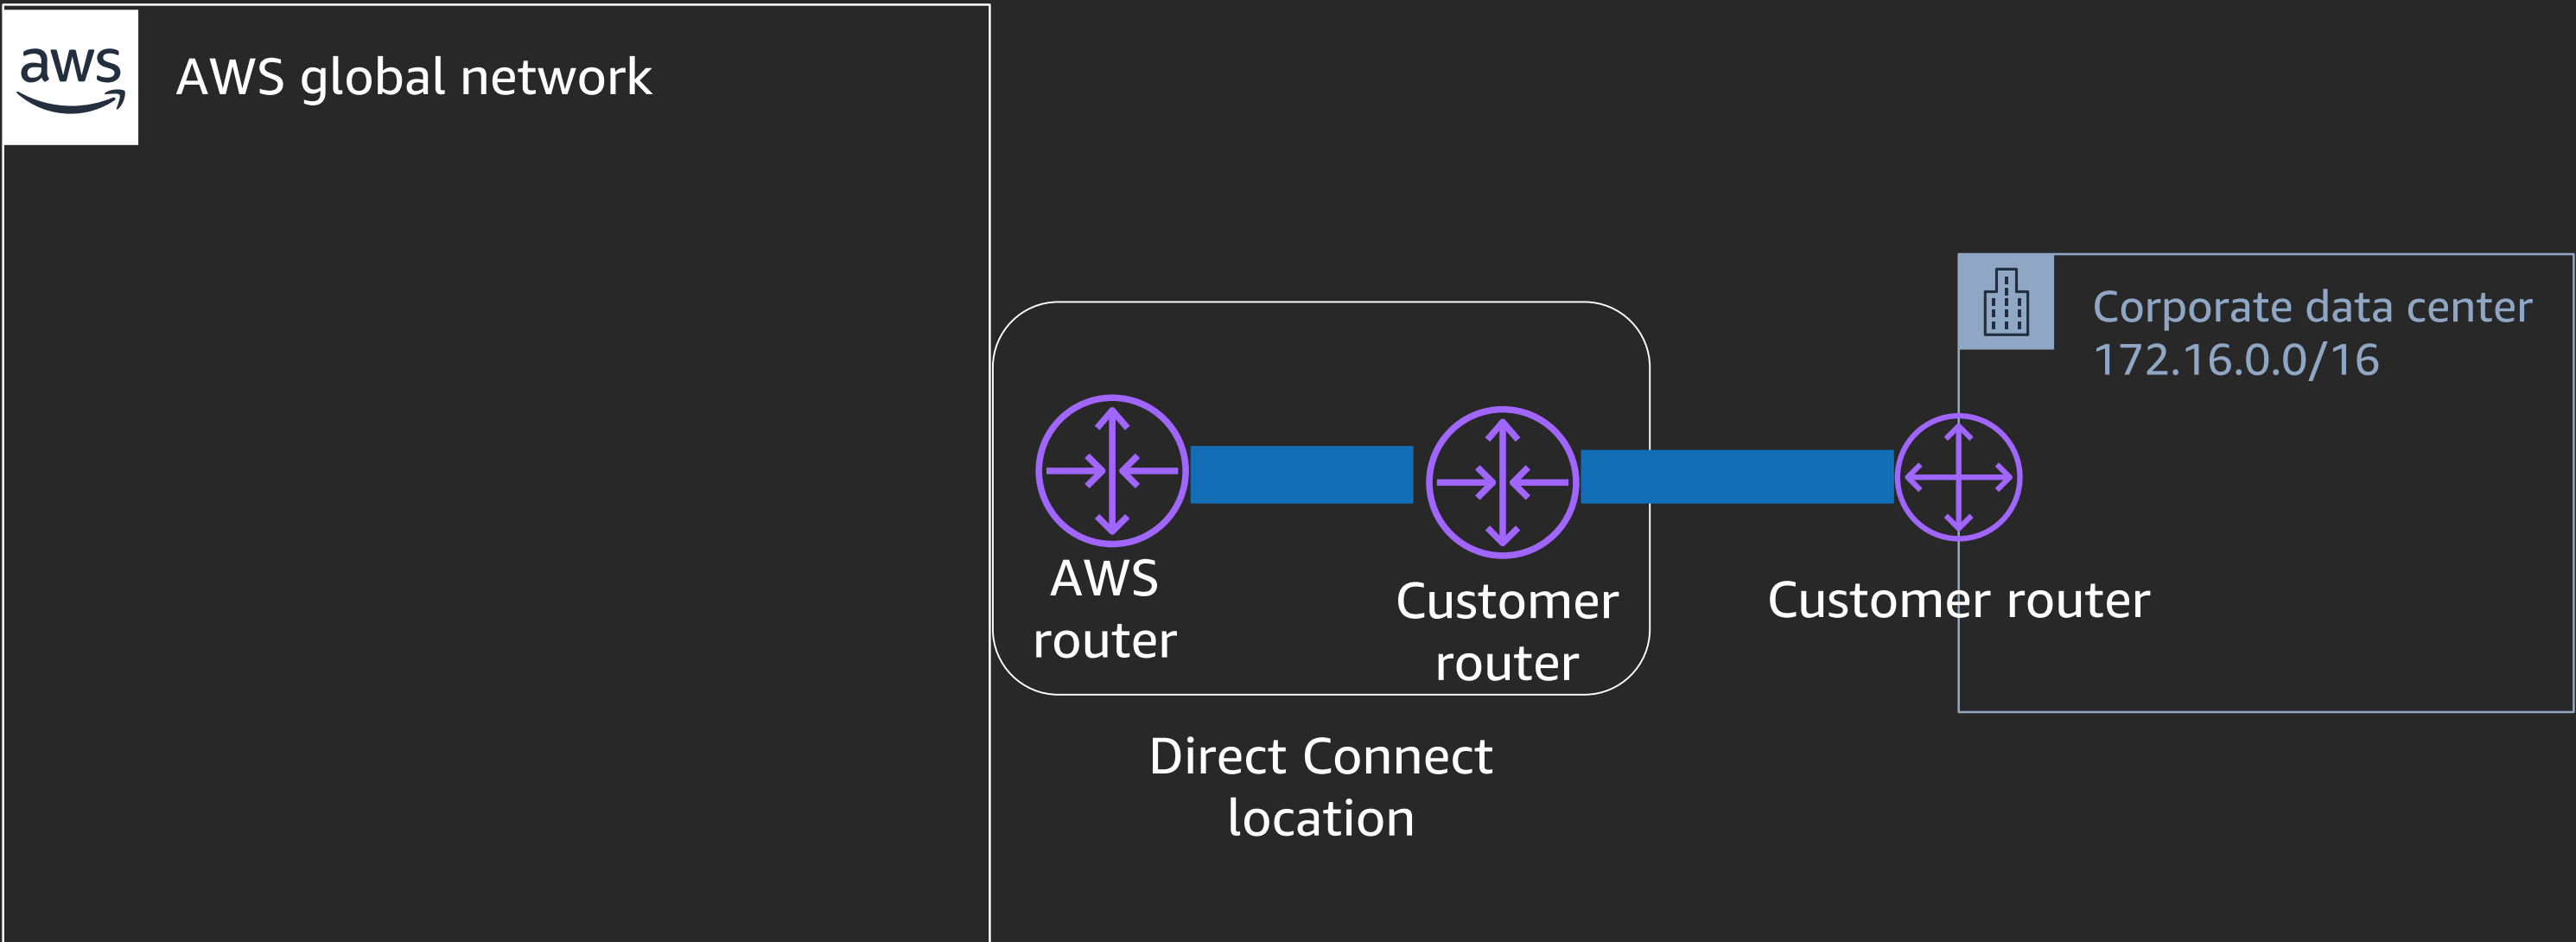 aws
AWS global network
Corporate data center
172.16.0.0/16
AWS
router
Customer
router
Customer router
Direct Connect
location